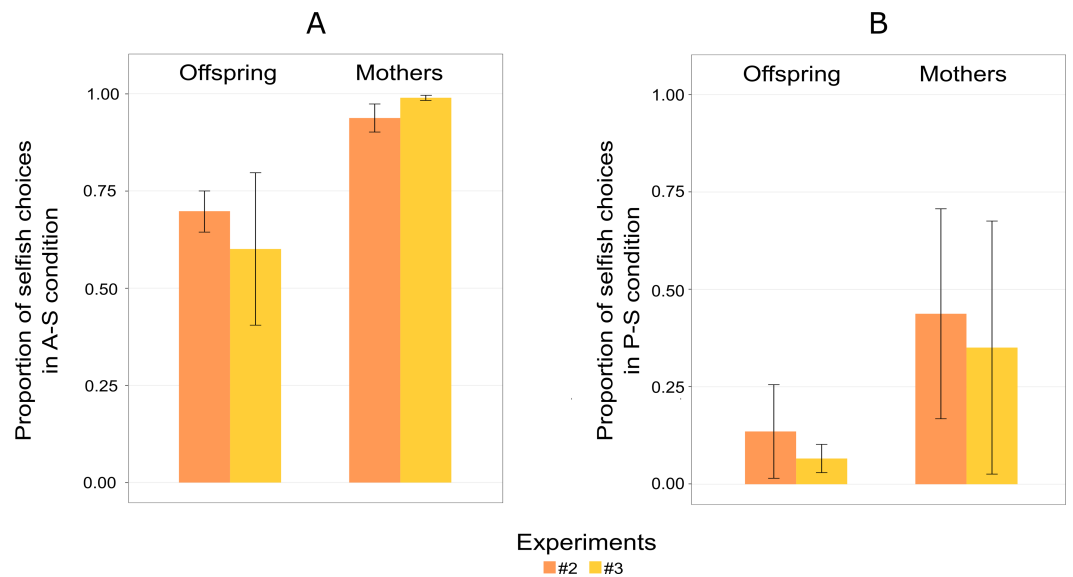 A
Offspring Mothers
1.00
0.75
0.50
0.25
0.00
Proportion of selfish choices
in A-S condition
B
Offspring Mothers
1.00
0.75
0.50
0.25
0.00
Proportion of selfish choices
in P-S condition
Experiments
#2 #3